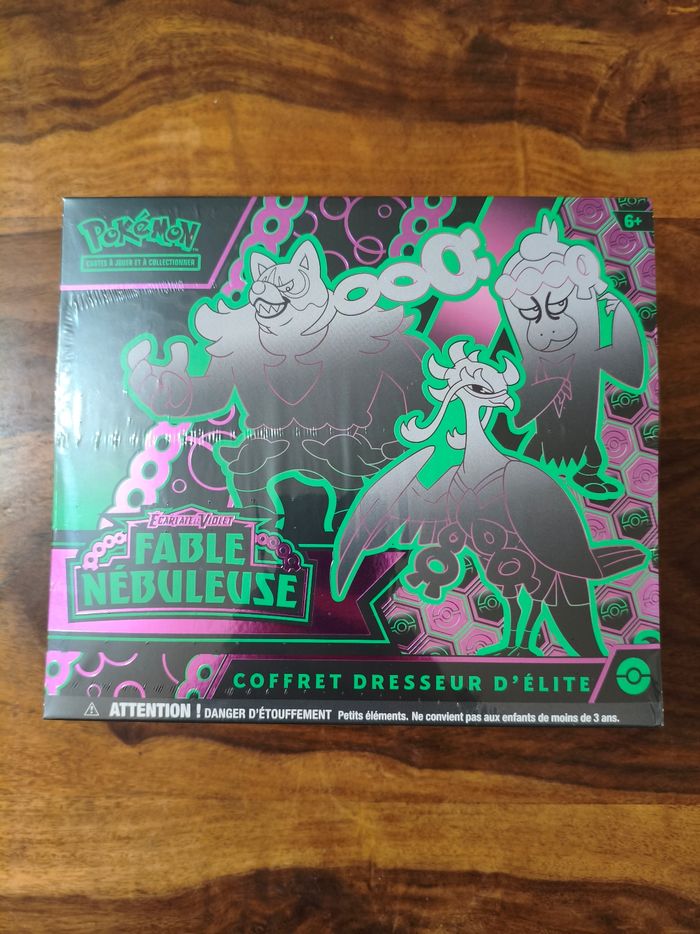 POKéMON™
CARTES À JOUER ET À COLLECTIONNER
6+
ÉCARLATE ET VIOLET
FABLE
NÉBULEUSE
COFFRET DRESSEUR D'ÉLITE
ATTENTION ! DANGER D'ÉTOUFFEMENT Petits éléments. Ne convient pas aux enfants de moins de 3 ans.